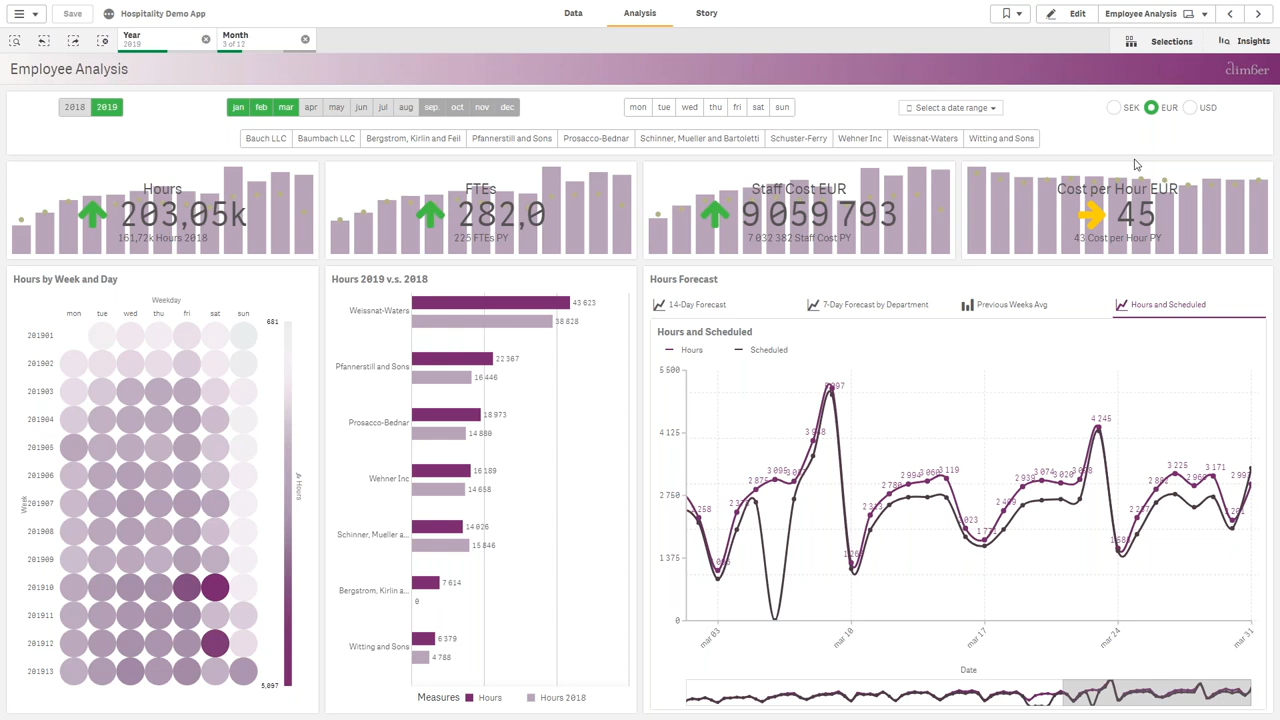 Save
Hospitality Demo App
Data
Analysis
Story
Edit
Employee Analysis
Year
2019
Month
3 of 12
Selections
Insights
Employee Analysis
climber
2018 2019
jan feb mar apr may jun jul aug sep. oct nov dec
mon tue wed thu fri sat sun
Select a date range
SEK EUR USD
Bauch LLC Baumbach LLC Bergstrom, Kirlin and Feil Pfannerstill and Sons Prosacco-Bednar Schinner, Mueller and Bartoletti Schuster-Ferry Wehner Inc Weissnat-Waters Witting and Sons
Hours
203,05k
161,72k Hours 2018
FTEs
282,0
225 FTEs PY
Staff Cost EUR
9 059 793
7 032 382 Staff Cost PY
Cost per Hour EUR
45
43 Cost per Hour PY
Hours by Week and Day
Weekday
mon tue wed thu fri sat sun
Week
201901
201902
201903
201904
201905
201906
201907
201908
201909
201910
201911
201912
201913
681
Hours
5,097
Hours 2019 v.s. 2018
Weissnat-Waters 43 623
38 828
Pfannerstill and Sons 22 367
16 446
Prosacco-Bednar 18 973
14 880
Wehner Inc 16 189
14 658
Schinner, Mueller a... 14 026
15 846
Bergstrom, Kirlin a... 7 614
0
Witting and Sons 6 379
4 788
Measures Hours Hours 2018
Hours Forecast
14-Day Forecast
7-Day Forecast by Department
Previous Weeks Avg
Hours and Scheduled
Hours and Scheduled
Hours Scheduled
5 500
4 125
2 750
1 375
0
4 245
2 875
3 119
3 225
3 171
mar 03 mar 10 mar 17 mar 24 mar 31
Date